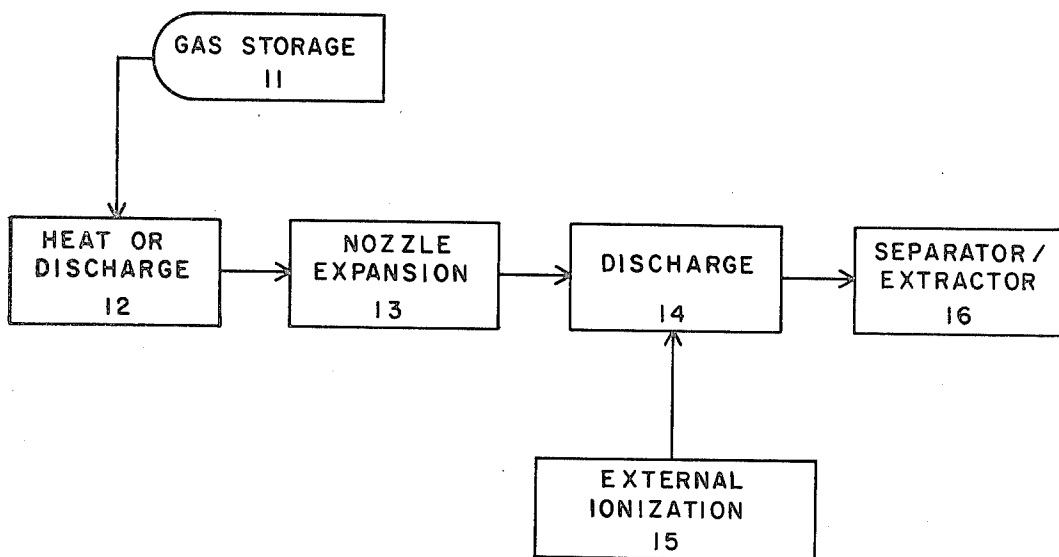 GAS STORAGE
11
HEAT OR
DISCHARGE
12
NOZZLE
EXPANSION
13
DISCHARGE
14
SEPARATOR/
EXTRACTOR
16
EXTERNAL
IONIZATION
15